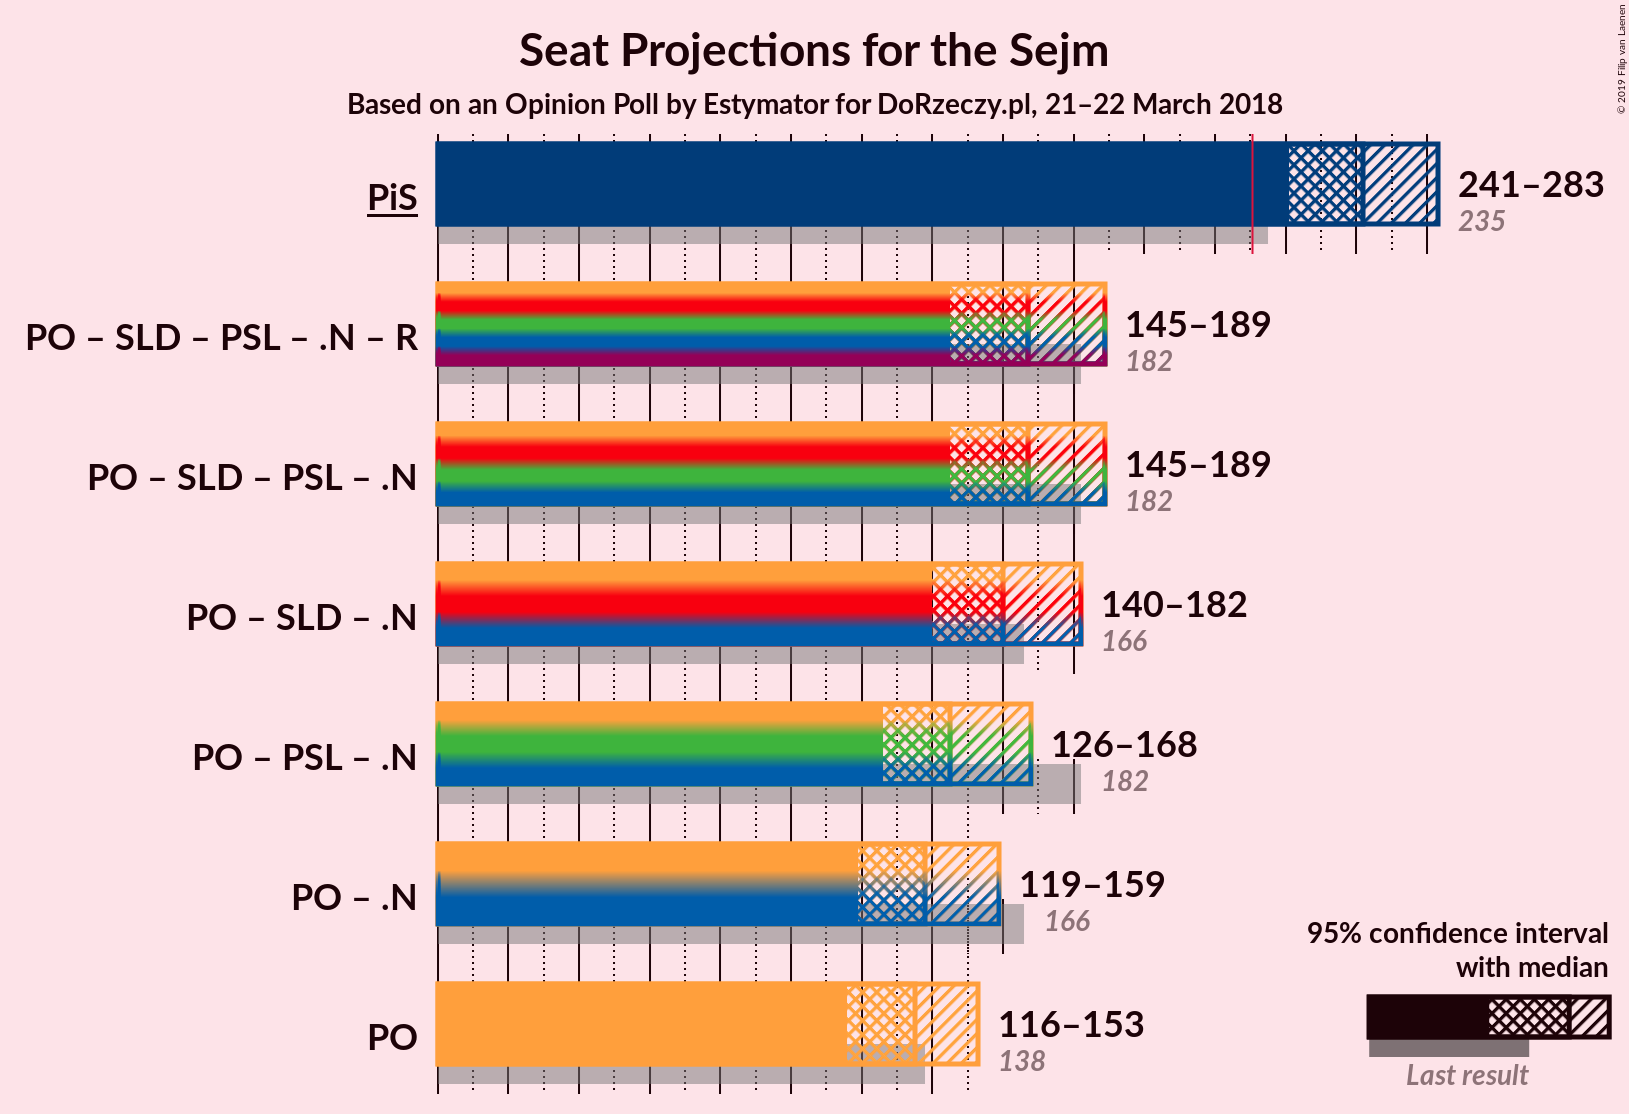 Seat Projections for the Sejm
Based on an Opinion Poll by Estymator for DoRzeczy.pl, 21–22 March 2018
© 2019 Filip van Laenen
PiS
241–283
235
PO – SLD – PSL – .N – R
145–189
182
PO – SLD – PSL – .N
145–189
182
PO – SLD – .N
140–182
166
PO – PSL – .N
126–168
182
PO – .N
119–159
166
PO
116–153
138
95% confidence interval
with median
Last result